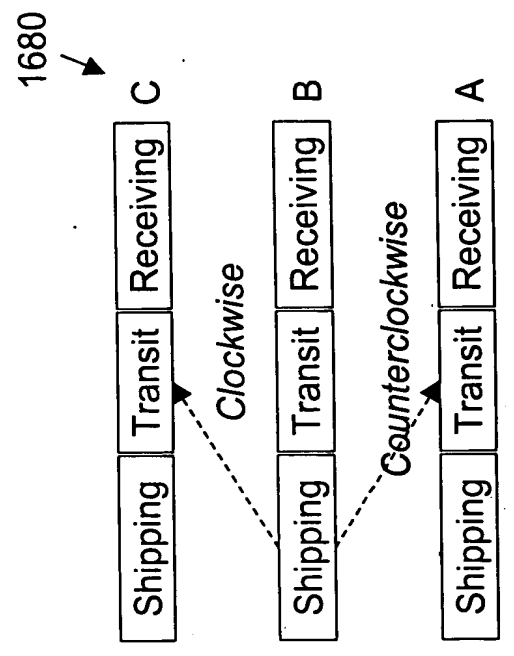 1680
Shipping Transit Receiving C
Clockwise
Shipping Transit Receiving B
Counterclockwise
Shipping Transit Receiving A